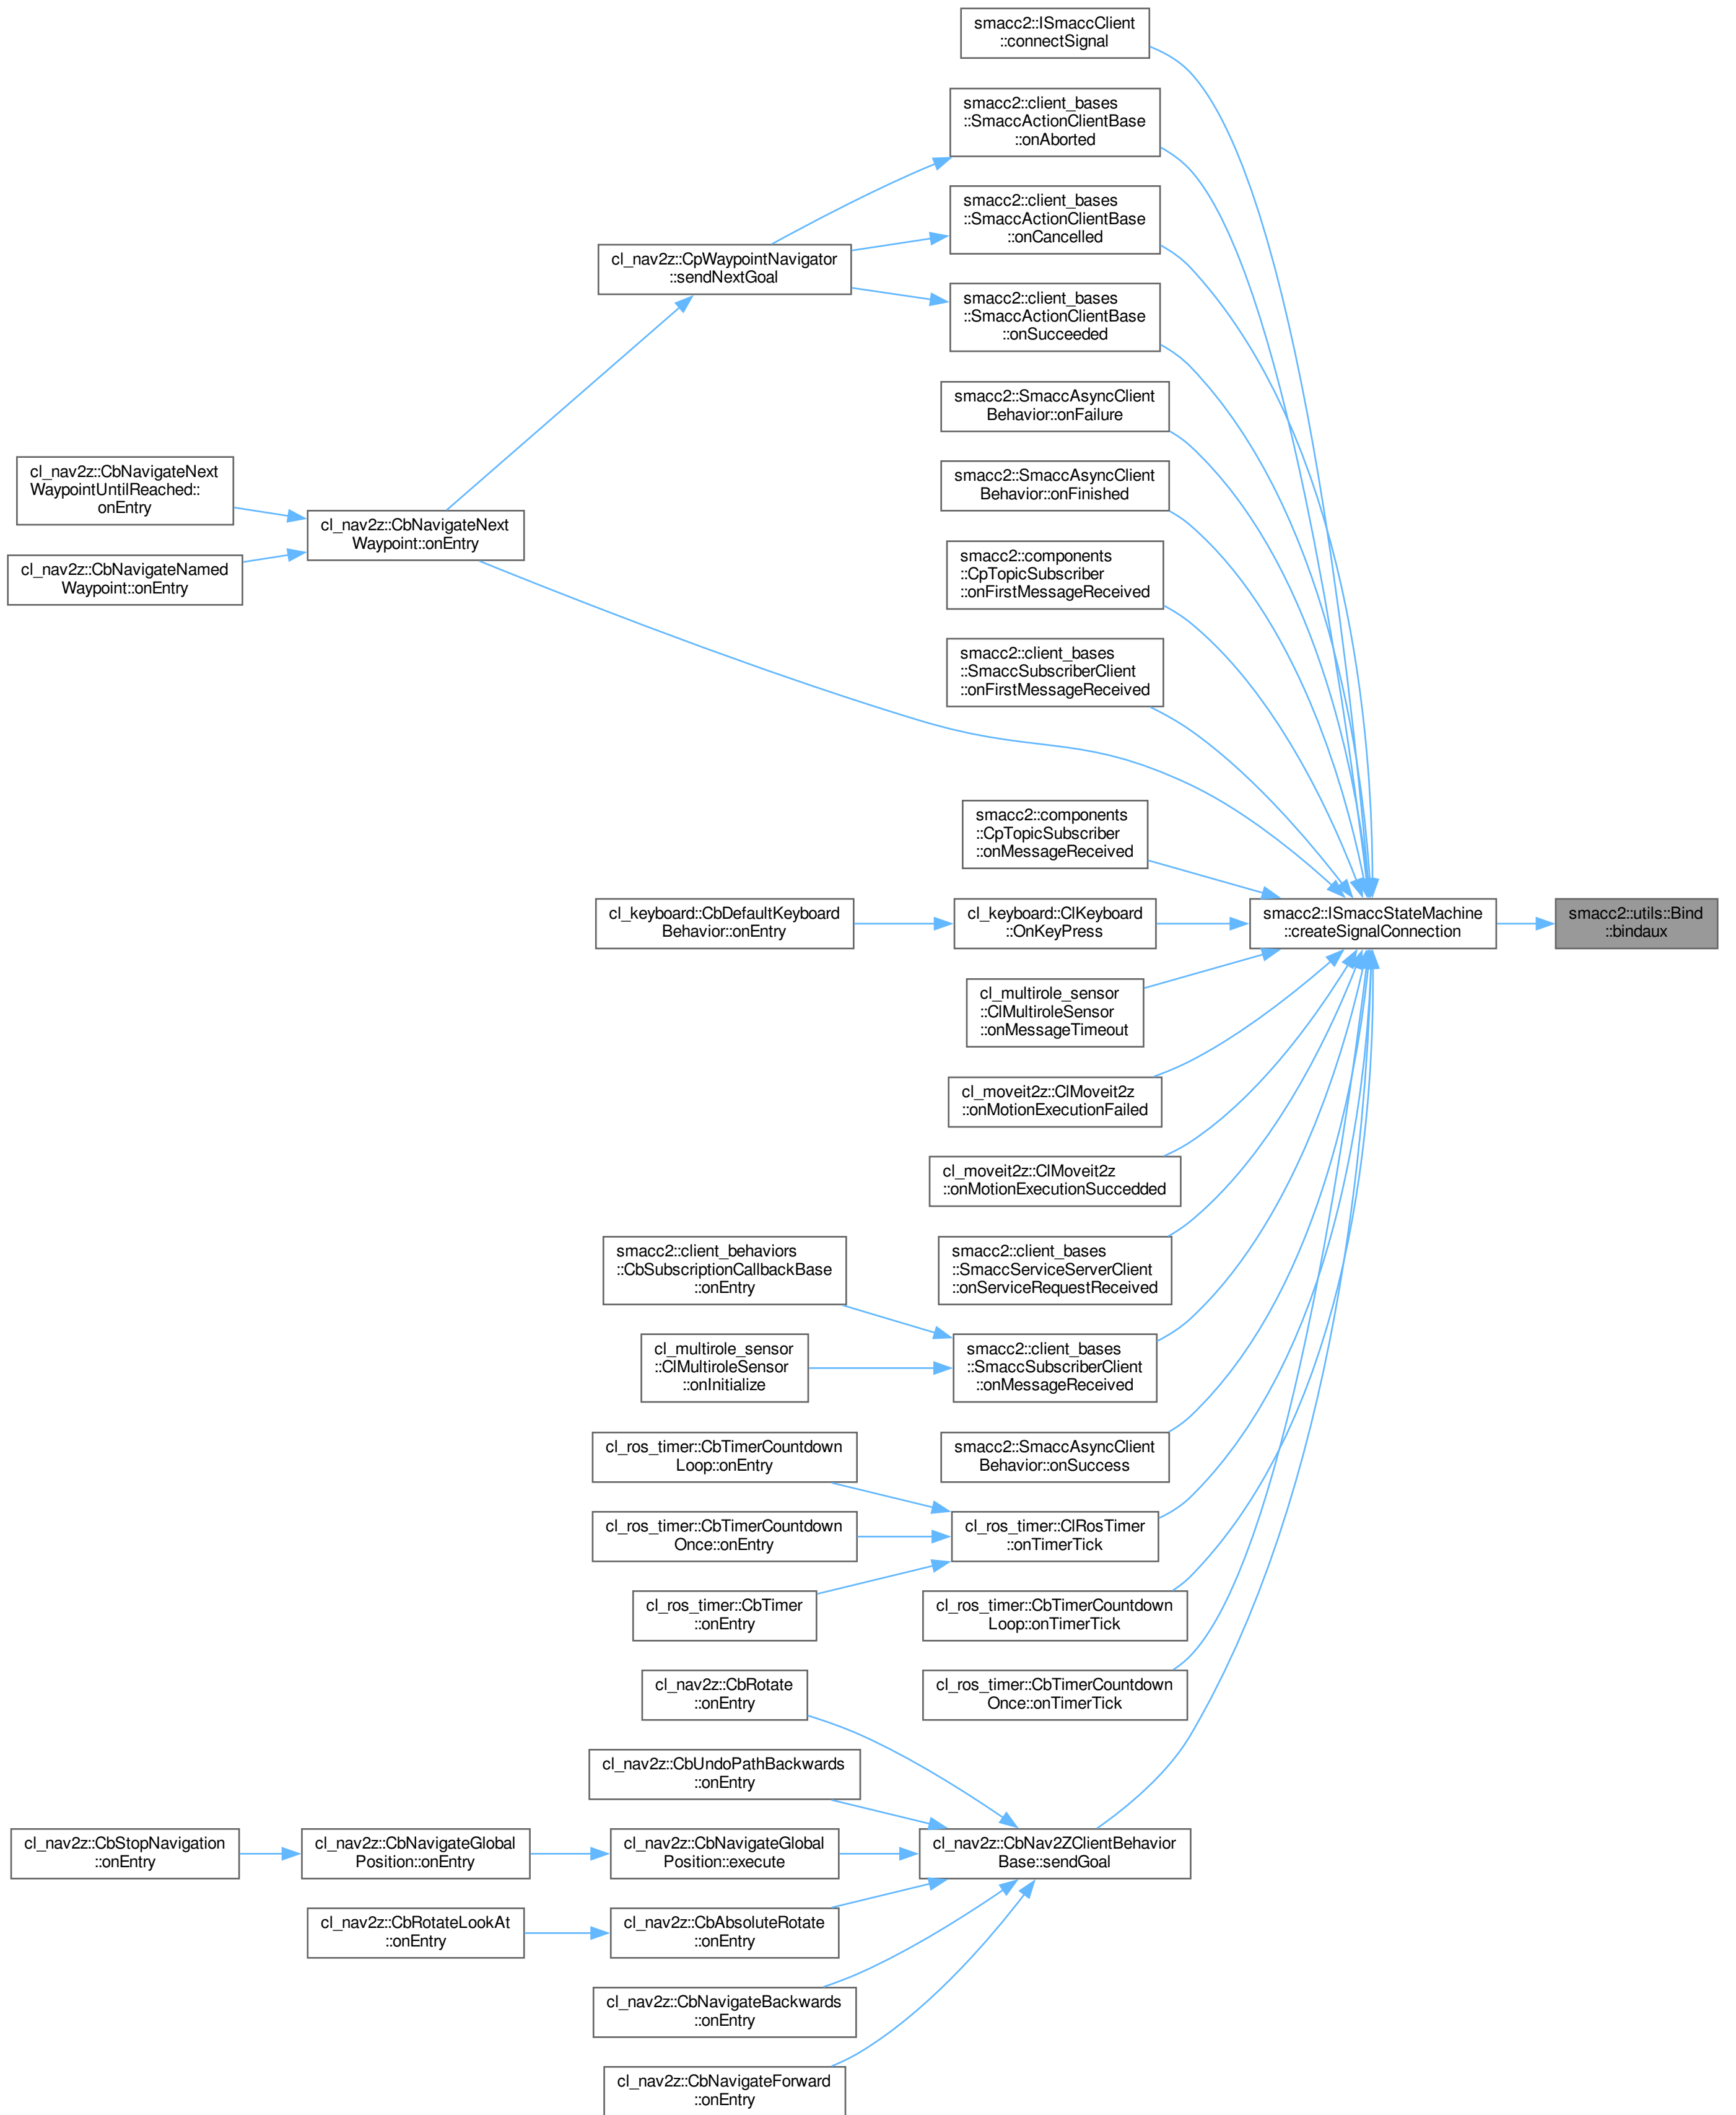 smacc2::ISmaccClient
::connectSignal
smacc2::client_bases
::SmaccActionClientBase
::onAborted
smacc2::client_bases
::SmaccActionClientBase
::onCancelled
cl_nav2z::CpWaypointNavigator
::sendNextGoal
smacc2::client_bases
::SmaccActionClientBase
::onSucceeded
smacc2::SmaccAsyncClient
Behavior::onFailure
cl_nav2z::CbNavigateNext
WaypointUntilReached::
onEntry
smacc2::SmaccAsyncClient
Behavior::onFinished
cl_nav2z::CbNavigateNext
Waypoint::onEntry
cl_nav2z::CbNavigateNamed
Waypoint::onEntry
smacc2::components
::CpTopicSubscriber
::onFirstMessageReceived
smacc2::client_bases
::SmaccSubscriberClient
::onFirstMessageReceived
smacc2::components
::CpTopicSubscriber
::onMessageReceived
cl_keyboard::CbDefaultKeyboard
Behavior::onEntry
cl_keyboard::ClKeyboard
::OnKeyPress
smacc2::ISmaccStateMachine
::createSignalConnection
smacc2::utils::Bind
::bindaux
cl_multirole_sensor
::ClMultiroleSensor
::onMessageTimeout
cl_moveit2z::ClMoveit2z
::onMotionExecutionFailed
cl_moveit2z::ClMoveit2z
::onMotionExecutionSuccedded
smacc2::client_behaviors
::CbSubscriptionCallbackBase
::onEntry
smacc2::client_bases
::SmaccServiceServerClient
::onServiceRequestReceived
cl_multirole_sensor
::ClMultiroleSensor
::onInitialize
smacc2::client_bases
::SmaccSubscriberClient
::onMessageReceived
cl_ros_timer::CbTimerCountdown
Loop::onEntry
smacc2::SmaccAsyncClient
Behavior::onSuccess
cl_ros_timer::CbTimerCountdown
Once::onEntry
cl_ros_timer::ClRosTimer
::onTimerTick
cl_ros_timer::CbTimer
::onEntry
cl_ros_timer::CbTimerCountdown
Loop::onTimerTick
cl_nav2z::CbRotate
::onEntry
cl_ros_timer::CbTimerCountdown
Once::onTimerTick
cl_nav2z::CbUndoPathBackwards
::onEntry
cl_nav2z::CbStopNavigation
::onEntry
cl_nav2z::CbNavigateGlobal
Position::onEntry
cl_nav2z::CbNavigateGlobal
Position::execute
cl_nav2z::CbNav2ZClientBehavior
Base::sendGoal
cl_nav2z::CbRotateLookAt
::onEntry
cl_nav2z::CbAbsoluteRotate
::onEntry
cl_nav2z::CbNavigateBackwards
::onEntry
cl_nav2z::CbNavigateForward
::onEntry